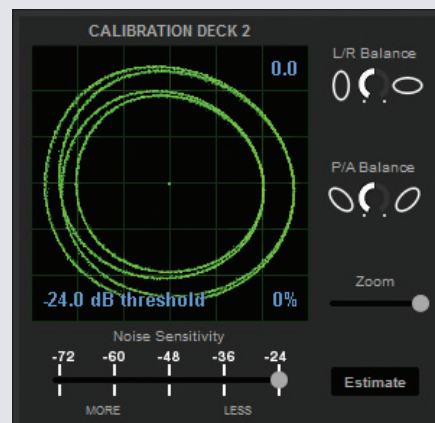 CALIBRATION DECK 2
0.0
L/R Balance
P/A Balance
-24.0 dB threshold
0%
Zoom
Noise Sensitivity
-72 -60 -48 -36 -24
MORE LESS
Estimate